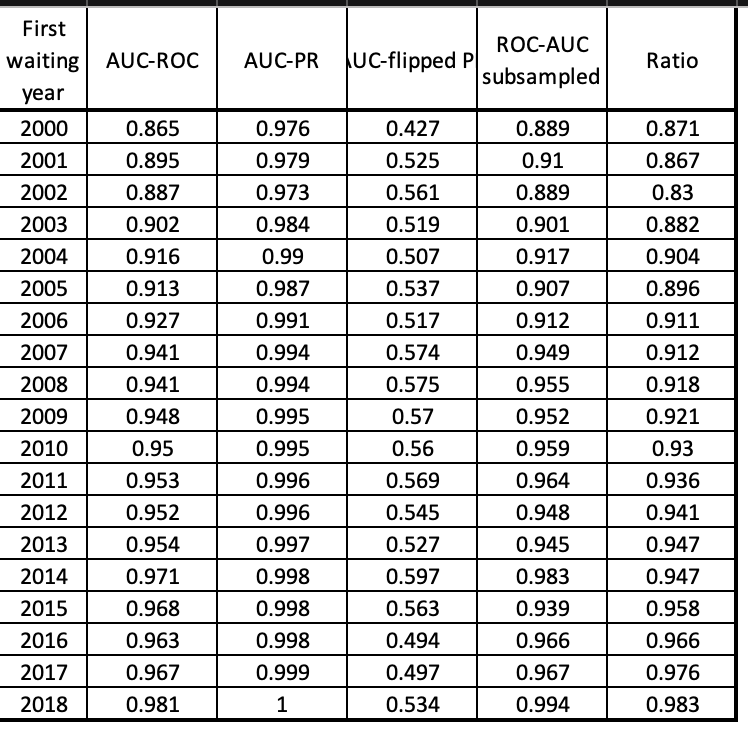 First waiting year AUC-ROC AUC-PR UC-flipped P ROC-AUC subsampled Ratio
2000 0.865 0.976 0.427 0.889 0.871
2001 0.895 0.979 0.525 0.91 0.867
2002 0.887 0.973 0.561 0.889 0.83
2003 0.902 0.984 0.519 0.901 0.882
2004 0.916 0.99 0.507 0.917 0.904
2005 0.913 0.987 0.537 0.907 0.896
2006 0.927 0.991 0.517 0.912 0.911
2007 0.941 0.994 0.574 0.949 0.912
2008 0.941 0.994 0.575 0.955 0.918
2009 0.948 0.995 0.57 0.952 0.921
2010 0.95 0.995 0.56 0.959 0.93
2011 0.953 0.996 0.569 0.964 0.936
2012 0.952 0.996 0.545 0.948 0.941
2013 0.954 0.997 0.527 0.945 0.947
2014 0.971 0.998 0.597 0.983 0.947
2015 0.968 0.998 0.563 0.939 0.958
2016 0.963 0.998 0.494 0.966 0.966
2017 0.967 0.999 0.497 0.967 0.976
2018 0.981 1 0.534 0.994 0.983